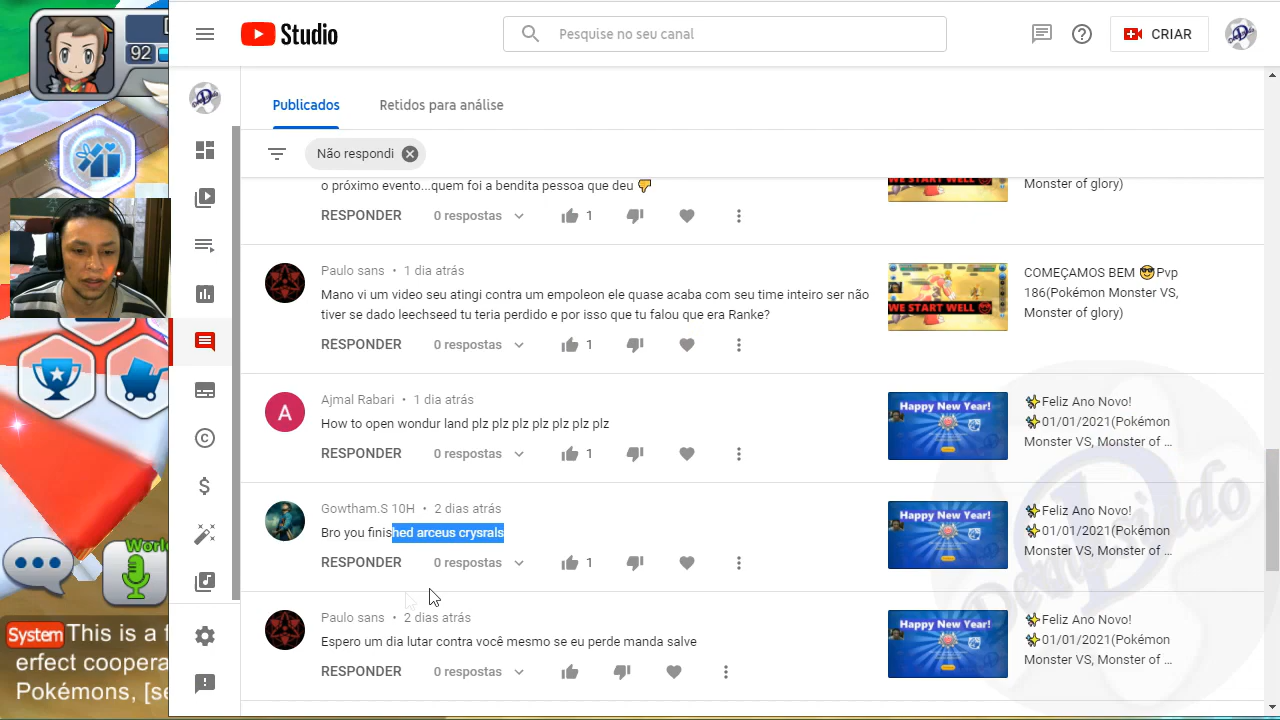 Studio
Pesquise no seu canal
CRIAR
92
Publicados
Retidos para análise
Não respondi
o próximo evento...quem foi a bendita pessoa que deu 👎
RESPONDER 0 respostas 1
WE START WELL
Monster of glory)
Paulo sans • 1 dia atrás
Mano vi um video seu atingi contra um empoleon ele quase acaba com seu time inteiro ser não
tiver se dado leechseed tu teria perdido e por isso que tu falou que era Ranke?
RESPONDER 0 respostas 1
WE START WELL
COMEÇAMOS BEM 😎Pvp
186(Pokémon Monster VS,
Monster of glory)
A
Ajmal Rabari • 1 dia atrás
How to open wondur land plz plz plz plz plz plz plz
RESPONDER 0 respostas 1
Happy New Year!
✨Feliz Ano Novo!
✨01/01/2021(Pokémon
Monster VS, Monster of ...
Gowtham.S 10H • 2 dias atrás
Bro you finished arceus crysrals
RESPONDER 0 respostas 1
Happy New Year!
✨Feliz Ano Novo!
✨01/01/2021(Pokémon
Monster VS, Monster of ...
Paulo sans • 2 dias atrás
Espero um dia lutar contra você mesmo se eu perde manda salve
RESPONDER 0 respostas
Happy New Year!
✨Feliz Ano Novo!
✨01/01/2021(Pokémon
Monster VS, Monster of ...
World
System This is a f
erfect coopera
Pokémons, [se